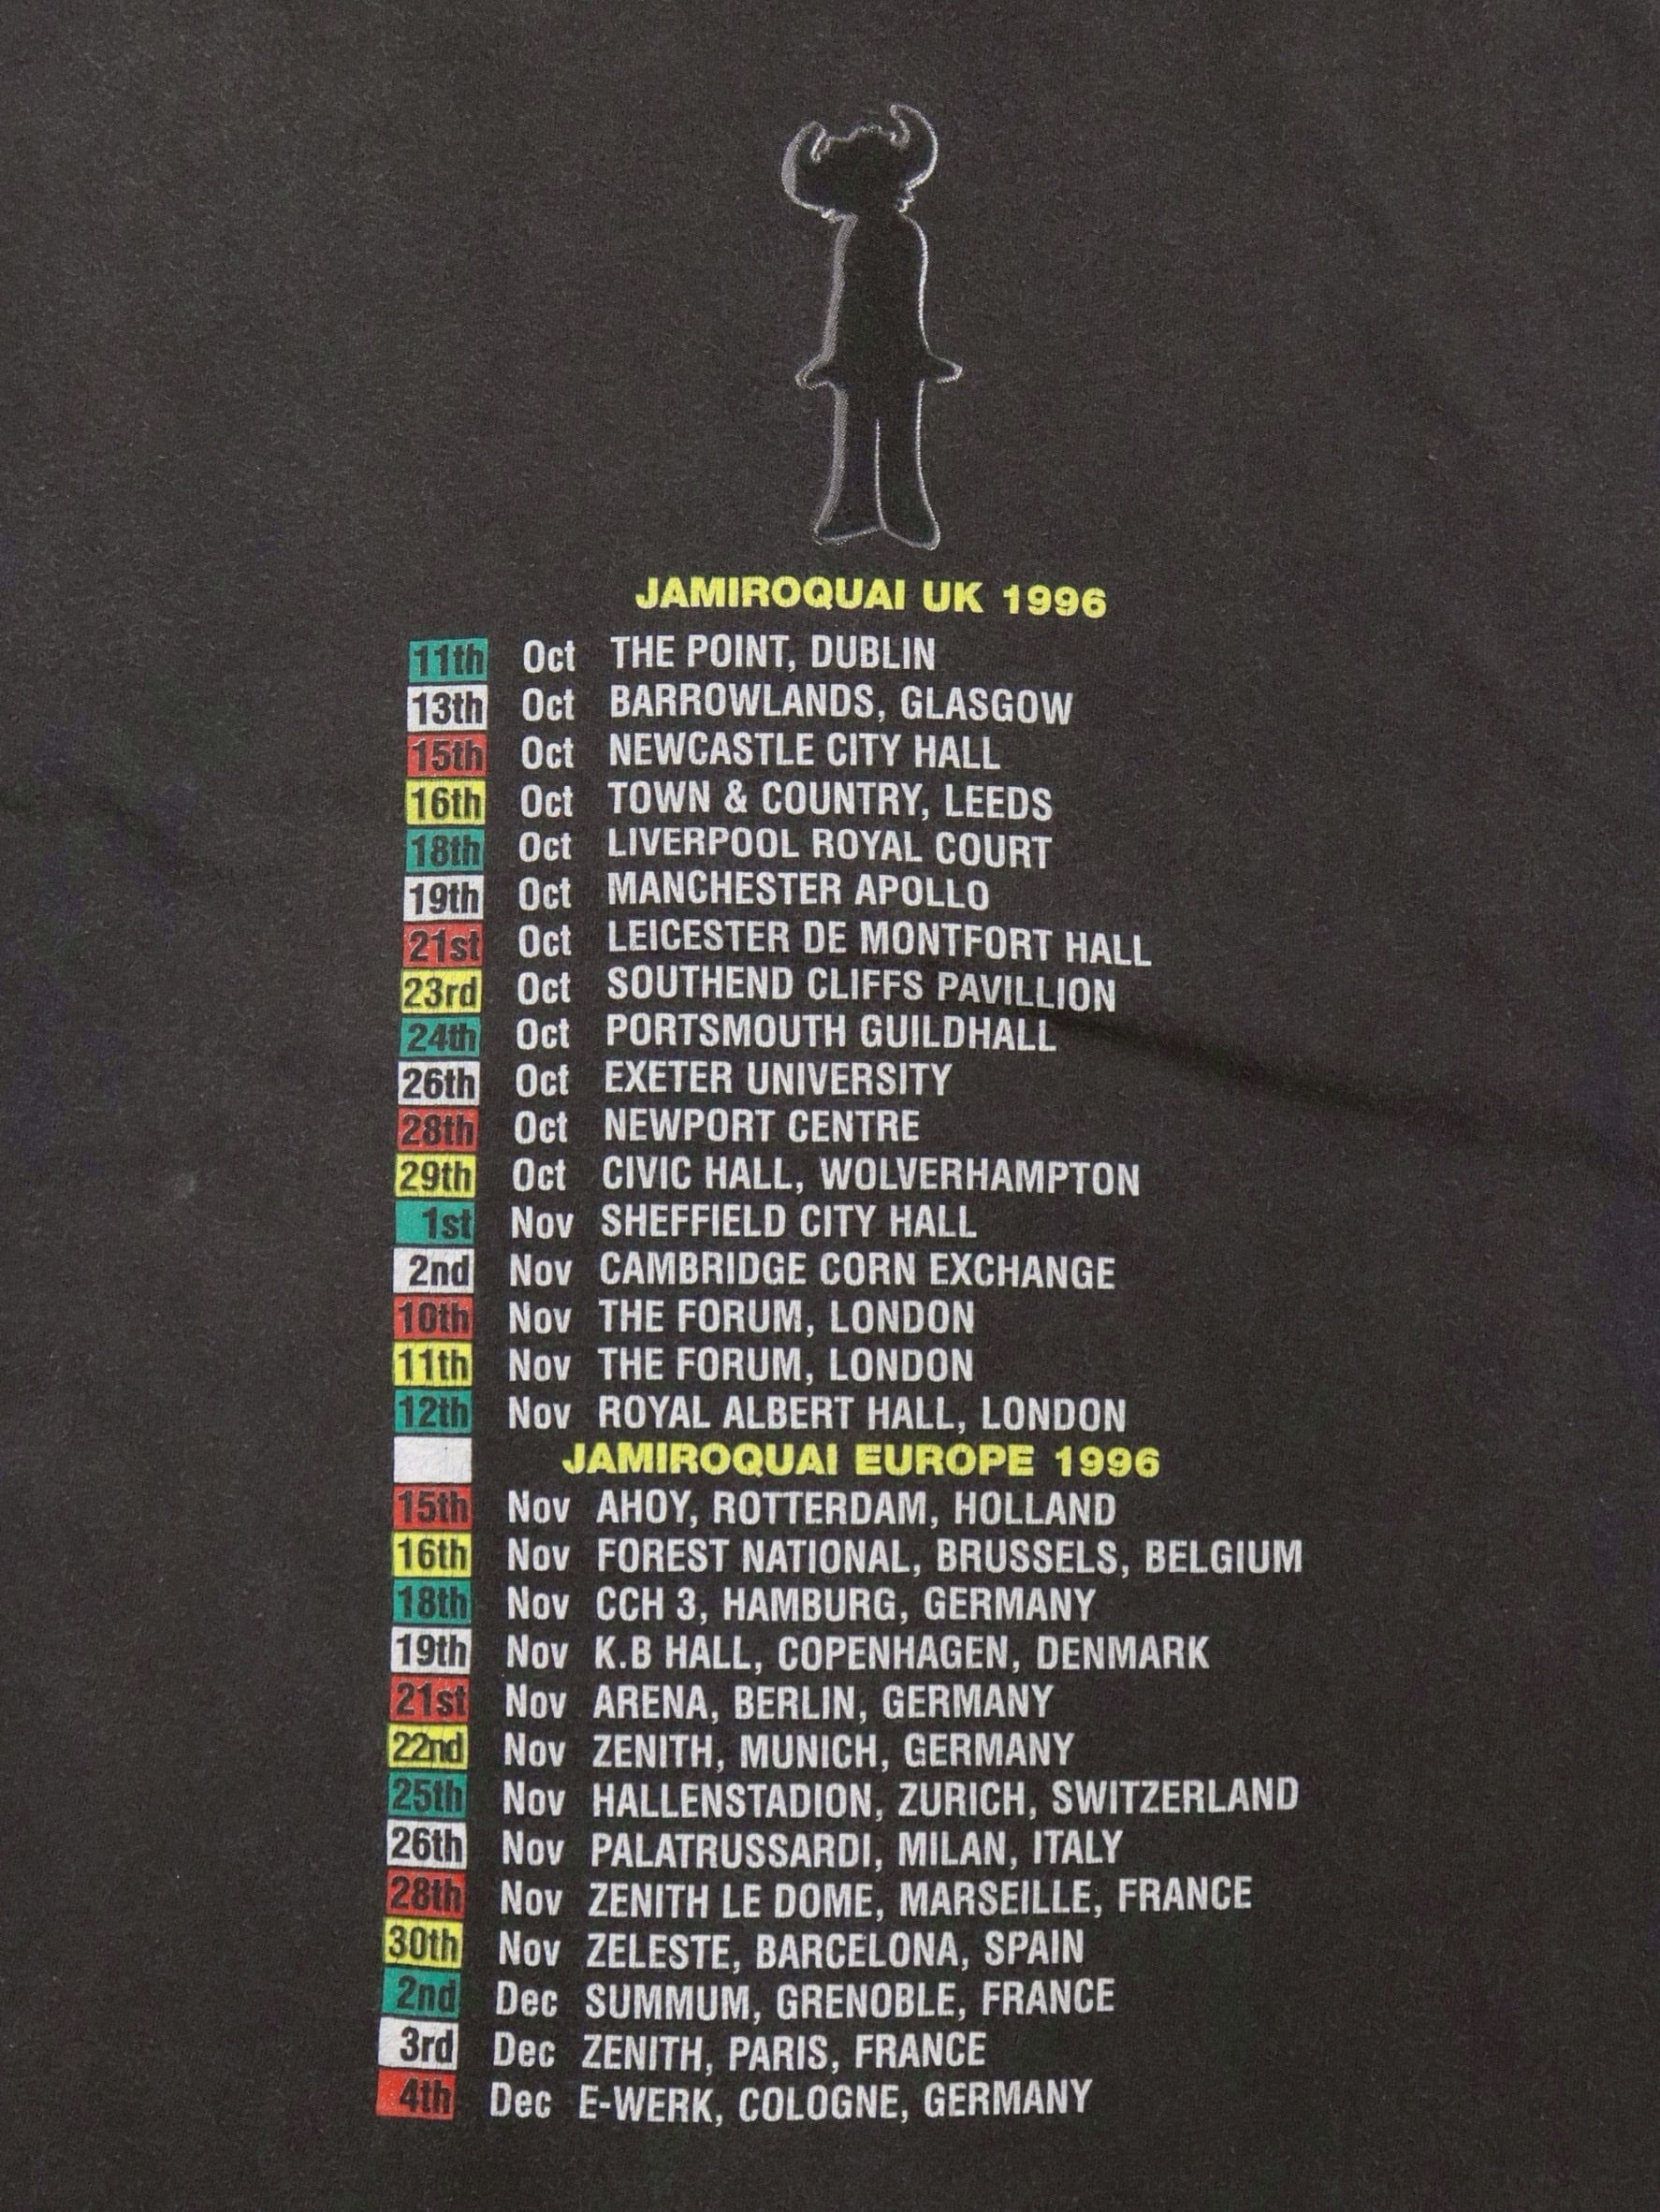 JAMIROQUAI UK 1996
11th Oct THE POINT, DUBLIN
13th Oct BARROWLANDS, GLASGOW
15th Oct NEWCASTLE CITY HALL
16th Oct TOWN & COUNTRY, LEEDS
18th Oct LIVERPOOL ROYAL COURT
19th Oct MANCHESTER APOLLO
21st Oct LEICESTER DE MONTFORT HALL
23rd Oct SOUTHEND CLIFFS PAVILLION
24th Oct PORTSMOUTH GUILDHALL
26th Oct EXETER UNIVERSITY
28th Oct NEWPORT CENTRE
29th Oct CIVIC HALL, WOLVERHAMPTON
1st Nov SHEFFIELD CITY HALL
2nd Nov CAMBRIDGE CORN EXCHANGE
10th Nov THE FORUM, LONDON
11th Nov THE FORUM, LONDON
12th Nov ROYAL ALBERT HALL, LONDON
JAMIROQUAI EUROPE 1996
15th Nov AHOY, ROTTERDAM, HOLLAND
16th Nov FOREST NATIONAL, BRUSSELS, BELGIUM
18th Nov CCH 3, HAMBURG, GERMANY
19th Nov K.B HALL, COPENHAGEN, DENMARK
21st Nov ARENA, BERLIN, GERMANY
22nd Nov ZENITH, MUNICH, GERMANY
25th Nov HALLENSTADION, ZURICH, SWITZERLAND
26th Nov PALATRUSSARDI, MILAN, ITALY
28th Nov ZENITH LE DOME, MARSEILLE, FRANCE
30th Nov ZELESTE, BARCELONA, SPAIN
2nd Dec SUMMUM, GRENOBLE, FRANCE
3rd Dec ZENITH, PARIS, FRANCE
4th Dec E-WERK, COLOGNE, GERMANY